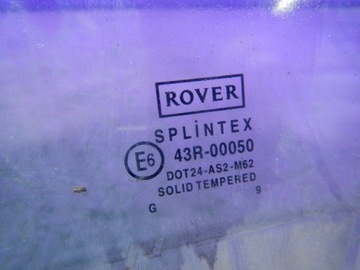 ROVER
SPLiNTEX
E6 43R-00050
DOT24-AS2-M62
SOLID TEMPERED
G 9